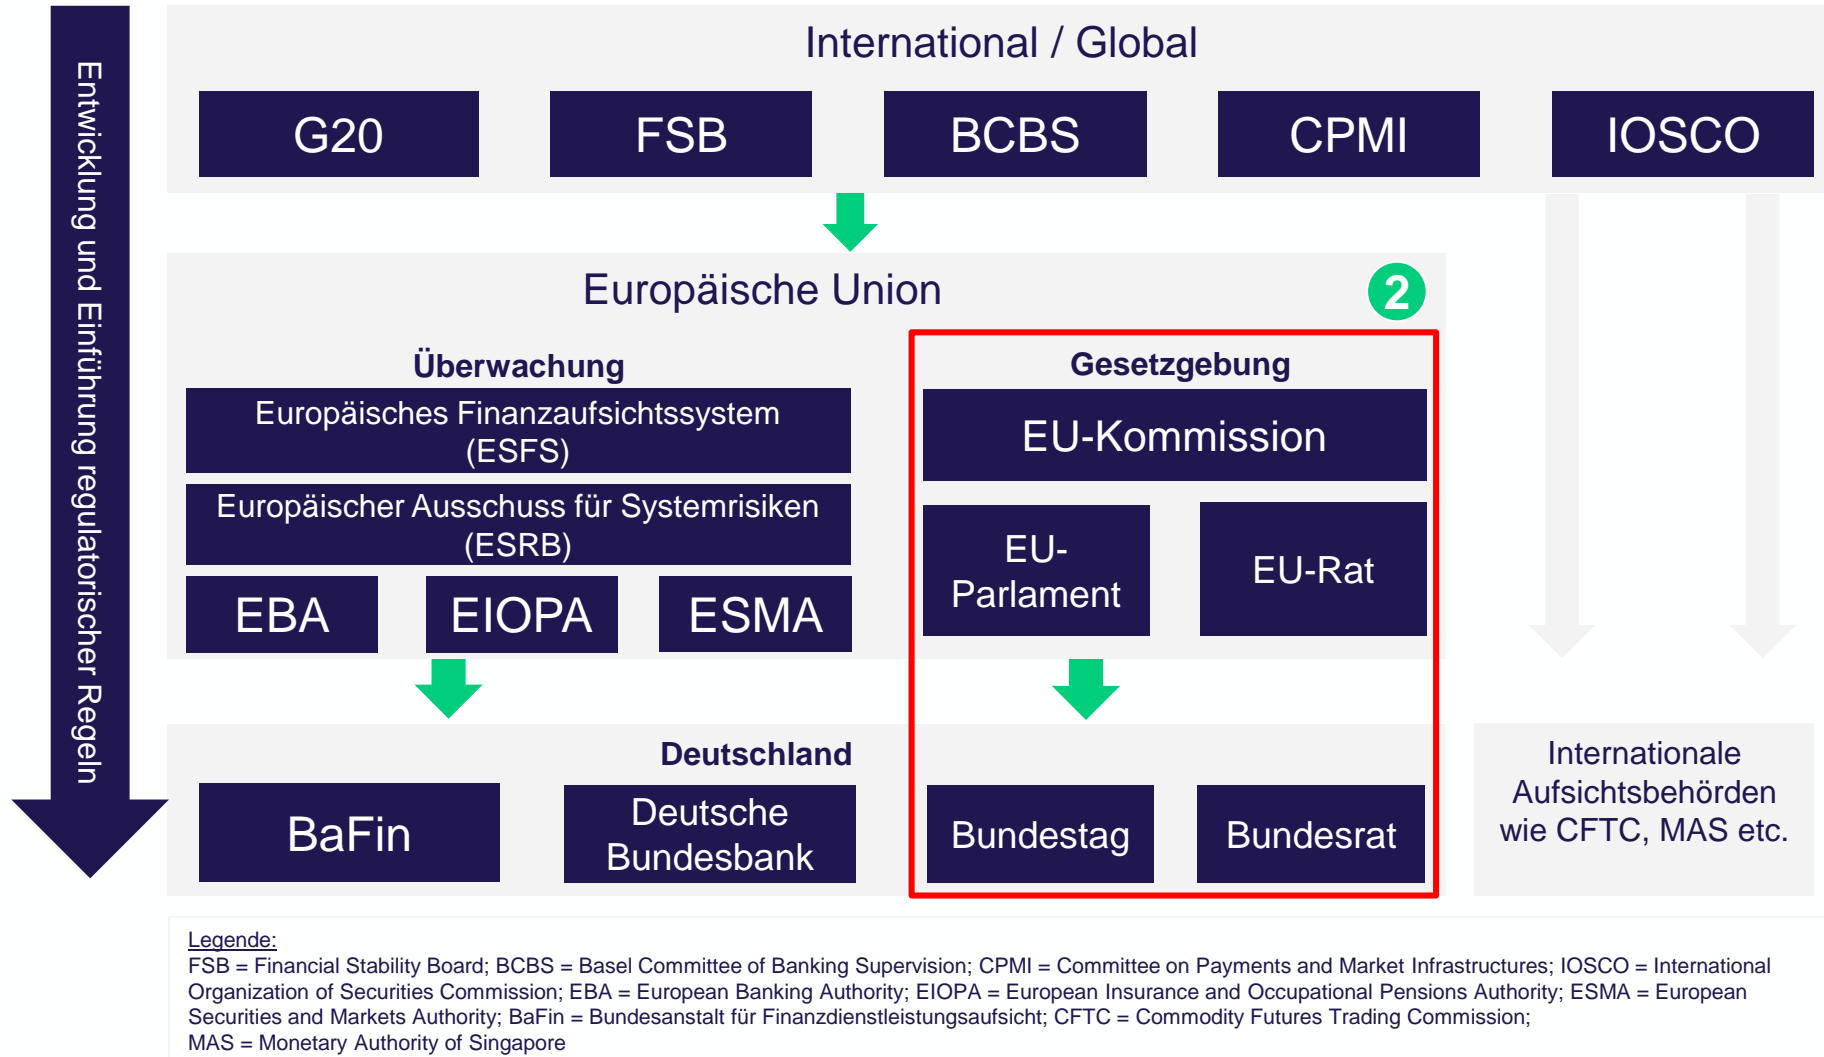 Entwicklung und Einführung regulatorischer Regeln
International / Global
G20
FSB
BCBS
CPMI
IOSCO
Europäische Union
2
Überwachung
Europäisches Finanzaufsichtssystem
(ESFS)
Europäischer Ausschuss für Systemrisiken
(ESRB)
EBA
EIOPA
ESMA
Gesetzgebung
EU-Kommission
EU-
Parlament
EU-Rat
Deutschland
BaFin
Deutsche
Bundesbank
Bundestag
Bundesrat
Internationale
Aufsichtsbehörden
wie CFTC, MAS etc.
Legende:
FSB = Financial Stability Board; BCBS = Basel Committee of Banking Supervision; CPMI = Committee on Payments and Market Infrastructures; IOSCO = International
Organization of Securities Commission; EBA = European Banking Authority; EIOPA = European Insurance and Occupational Pensions Authority; ESMA = European
Securities and Markets Authority; BaFin = Bundesanstalt für Finanzdienstleistungsaufsicht; CFTC = Commodity Futures Trading Commission;
MAS = Monetary Authority of Singapore